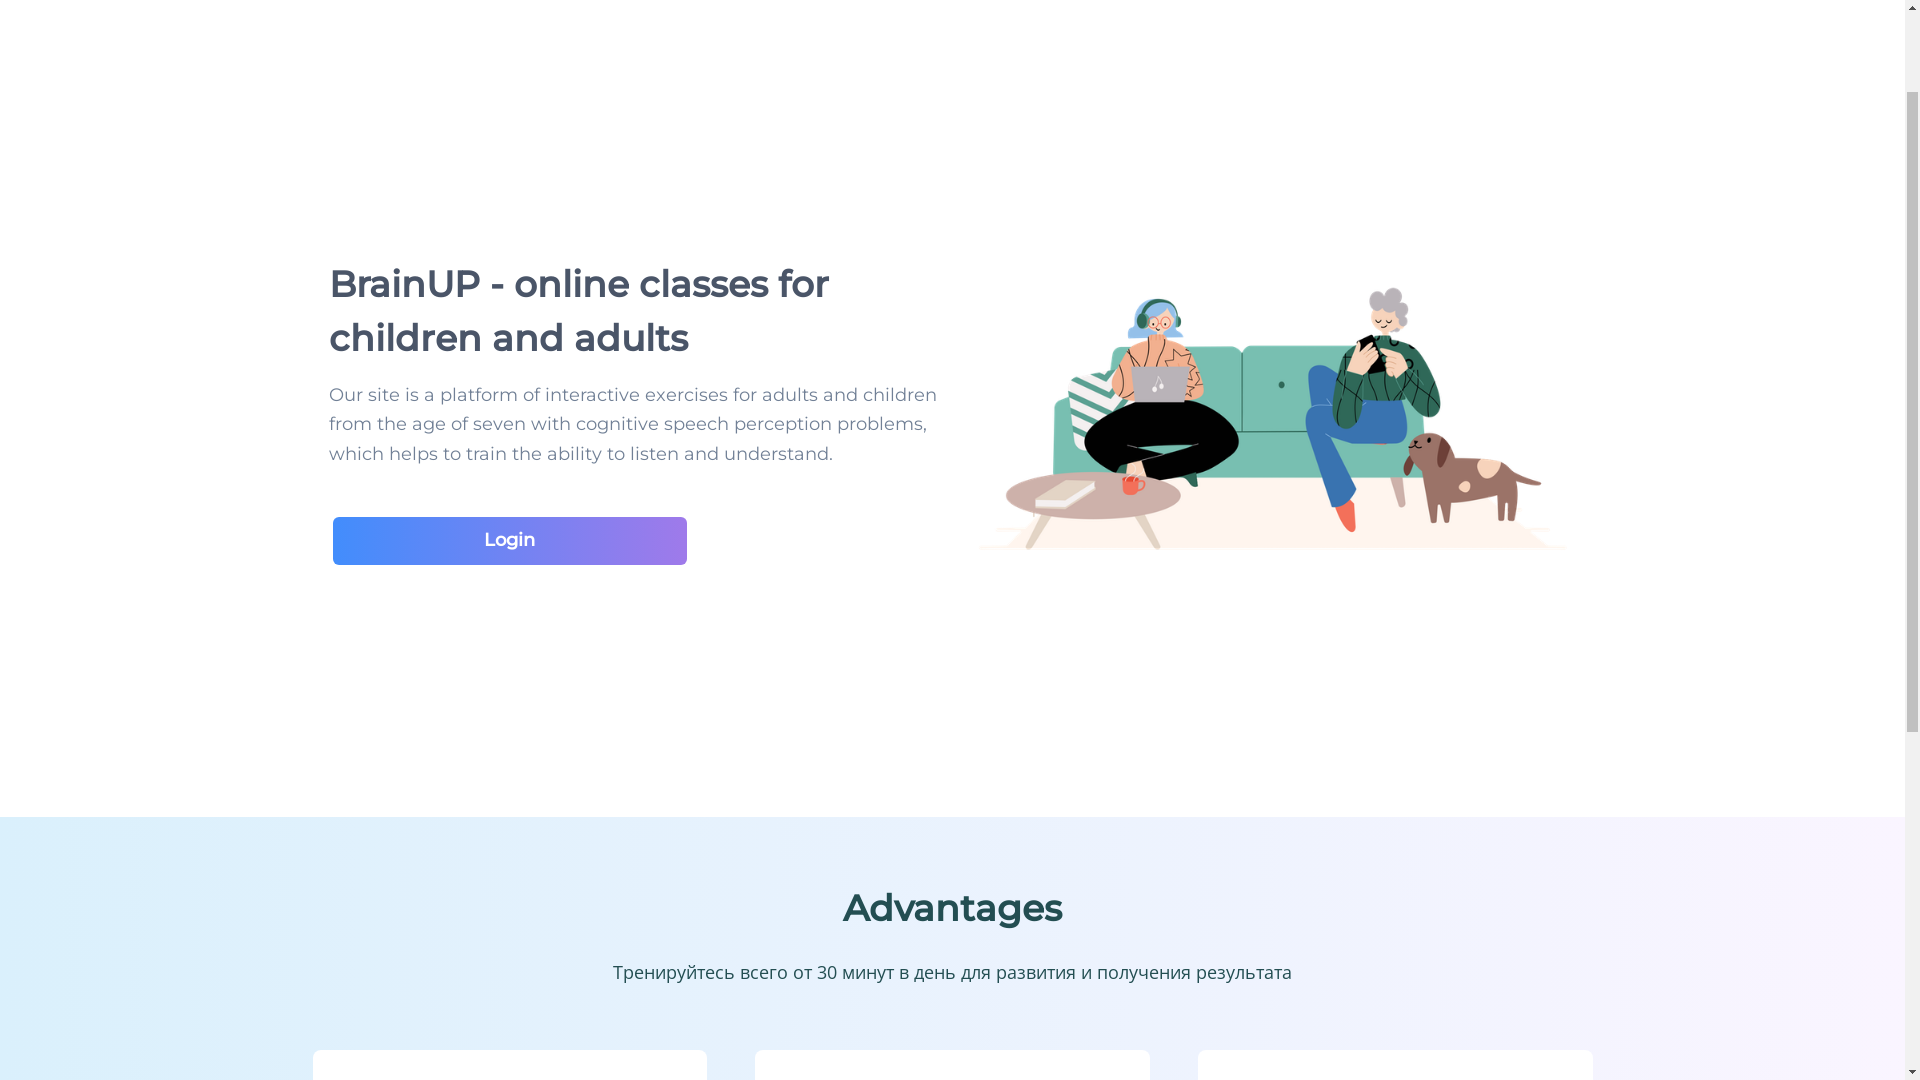 BrainUP - online classes for
children and adults
Our site is a platform of interactive exercises for adults and children
from the age of seven with cognitive speech perception problems,
which helps to train the ability to listen and understand.
Login
Advantages
Тренируйтесь всего от 30 минут в день для развития и получения результата